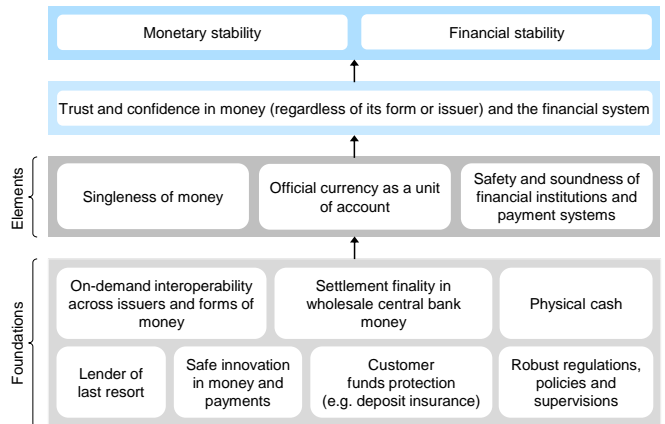 Monetary stability
Financial stability
Trust and confidence in money (regardless of its form or issuer) and the financial system
Elements
Singleness of money
Official currency as a unit
of account
Safety and soundness of
financial institutions and
payment systems
Foundations
On-demand interoperability
across issuers and forms of
money
Settlement finality in
wholesale central bank
money
Physical cash
Lender of
last resort
Safe innovation
in money and
payments
Customer
funds protection
(e.g. deposit insurance)
Robust regulations,
policies and
supervisions